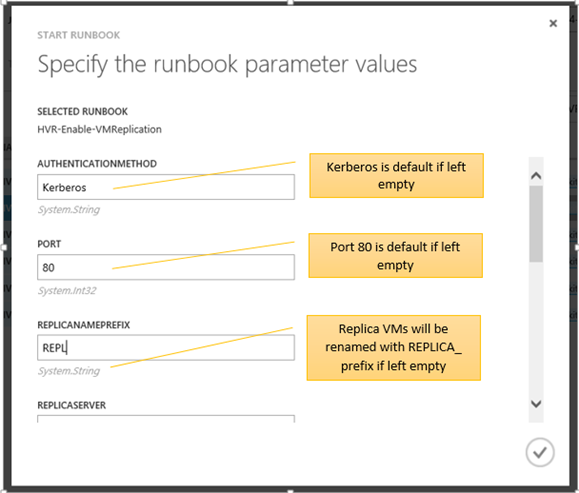 START RUNBOOK
Specify the runbook parameter values
SELECTED RUNBOOK
HVR-Enable-VMReplication
AUTHENTICATIONMETHOD
Kerberos
System.String
Kerberos is default if left
empty
PORT
80
System.Int32
Port 80 is default if left
empty
REPLICANAMEPREFIX
REPL
System.String
Replica VMs will be
renamed with REPLICA_
prefix if left empty
REPLICASERVER